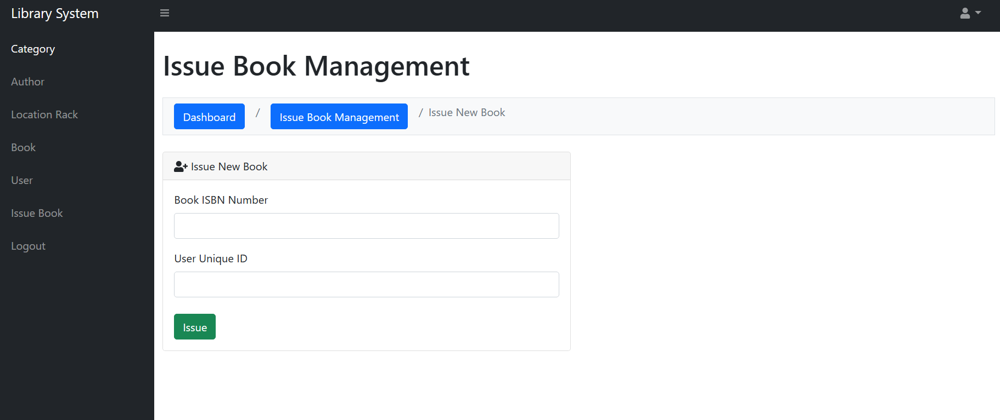 Library System
Category
Author
Location Rack
Book
User
Issue Book
Logout
Issue Book Management
Dashboard / Issue Book Management / Issue New Book
Issue New Book
Book ISBN Number
User Unique ID
Issue